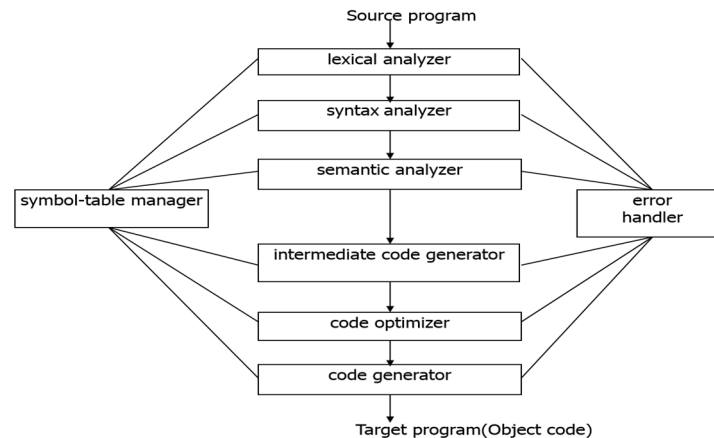 Source program
lexical analyzer
syntax analyzer
semantic analyzer
symbol-table manager
error
handler
intermediate code generator
code optimizer
code generator
Target program(Object code)